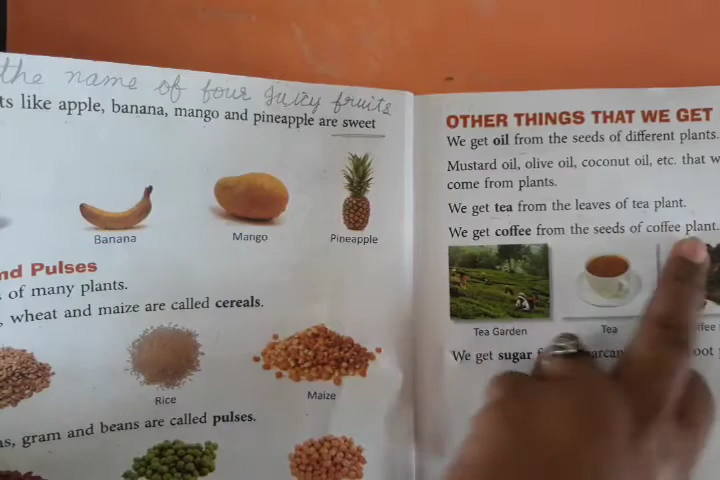 the name of four juicy fruits
ts like apple, banana, mango and pineapple are sweet
Banana
Mango
Pineapple
nd Pulses
of many plants.
, wheat and maize are called cereals.
Rice
Maize
as, gram and beans are called pulses.
OTHER THINGS THAT WE GET
We get oil from the seeds of different plants.
Mustard oil, olive oil, coconut oil, etc. that w
come from plants.
We get tea from the leaves of tea plant.
We get coffee from the seeds of coffee plant.
Tea Garden
Tea
ffee
We get sugar f arcan oot